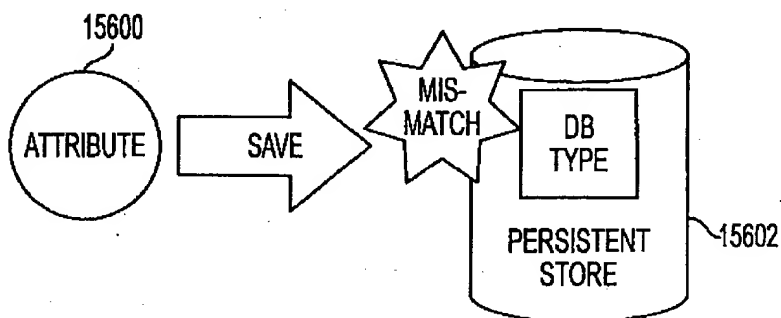 15600
ATTRIBUTE
SAVE
MIS-
MATCH
DB
TYPE
PERSISTENT
STORE
15602